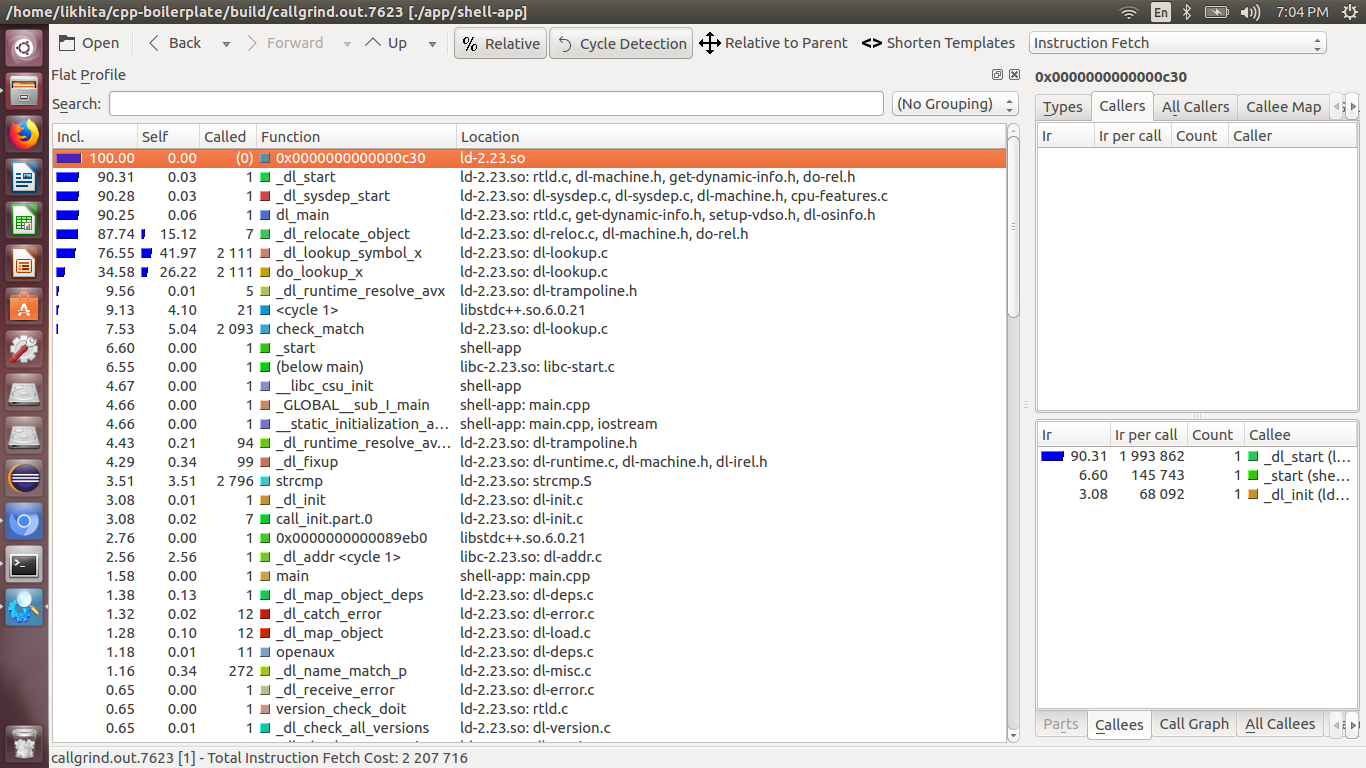 /home/likhita/cpp-boilerplate/build/callgrind.out.7623 [./app/shell-app] En 7:04 PM
Open Back Forward Up % Relative Cycle Detection Relative to Parent <> Shorten Templates Instruction Fetch
Flat Profile
Search: (No Grouping)
Incl. Self Called Function Location
100.00 0.00 (0) 0x0000000000000c30 ld-2.23.so
90.31 0.03 1 _dl_start ld-2.23.so: rtld.c, dl-machine.h, get-dynamic-info.h, do-rel.h
90.28 0.03 1 _dl_sysdep_start ld-2.23.so: dl-sysdep.c, dl-sysdep.c, dl-machine.h, cpu-features.c
90.25 0.06 1 dl_main ld-2.23.so: rtld.c, get-dynamic-info.h, setup-vdso.h, dl-osinfo.h
87.74 15.12 7 _dl_relocate_object ld-2.23.so: dl-reloc.c, dl-machine.h, do-rel.h
76.55 41.97 2 111 _dl_lookup_symbol_x ld-2.23.so: dl-lookup.c
34.58 26.22 2 111 do_lookup_x ld-2.23.so: dl-lookup.c
9.56 0.01 5 _dl_runtime_resolve_avx ld-2.23.so: dl-trampoline.h
9.13 4.10 21 <cycle 1> libstdc++.so.6.0.21
7.53 5.04 2 093 check_match ld-2.23.so: dl-lookup.c
6.60 0.00 1 _start shell-app
6.55 0.00 1 (below main) libc-2.23.so: libc-start.c
4.67 0.00 1 __libc_csu_init shell-app
4.66 0.00 1 _GLOBAL__sub_I_main shell-app: main.cpp
4.66 0.00 1 __static_initialization_a... shell-app: main.cpp, iostream
4.43 0.21 94 _dl_runtime_resolve_av... ld-2.23.so: dl-trampoline.h
4.29 0.34 99 _dl_fixup ld-2.23.so: dl-runtime.c, dl-machine.h, dl-irel.h
3.51 3.51 2 796 strcmp ld-2.23.so: strcmp.S
3.08 0.01 1 _dl_init ld-2.23.so: dl-init.c
3.08 0.02 7 call_init.part.0 ld-2.23.so: dl-init.c
2.76 0.00 1 0x0000000000089eb0 libstdc++.so.6.0.21
2.56 2.56 1 _dl_addr <cycle 1> libc-2.23.so: dl-addr.c
1.58 0.00 1 main shell-app: main.cpp
1.38 0.13 1 _dl_map_object_deps ld-2.23.so: dl-deps.c
1.32 0.02 12 _dl_catch_error ld-2.23.so: dl-error.c
1.28 0.10 12 _dl_map_object ld-2.23.so: dl-load.c
1.18 0.01 11 openaux ld-2.23.so: dl-deps.c
1.16 0.34 272 _dl_name_match_p ld-2.23.so: dl-misc.c
0.65 0.00 1 _dl_receive_error ld-2.23.so: dl-error.c
0.65 0.00 1 version_check_doit ld-2.23.so: rtld.c
0.65 0.01 1 _dl_check_all_versions ld-2.23.so: dl-version.c
0x0000000000000c30
Types Callers All Callers Callee Map
Ir Ir per call Count Caller
Ir Ir per call Count Callee
90.31 1 993 862 1 _dl_start (l...
6.60 145 743 1 _start (she...
3.08 68 092 1 _dl_init (ld...
Parts Callees Call Graph All Callees
callgrind.out.7623 [1] - Total Instruction Fetch Cost: 2 207 716